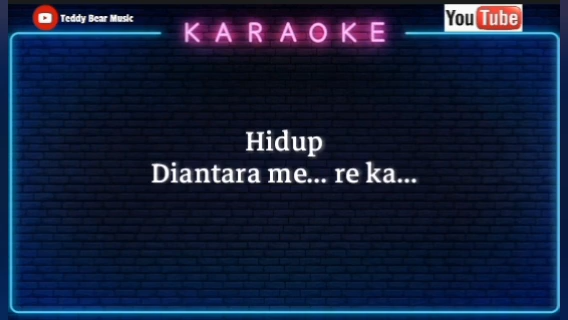 Teddy Bear Music
KARAOKE
YouTube
Hidup
Diantara me... re ka...